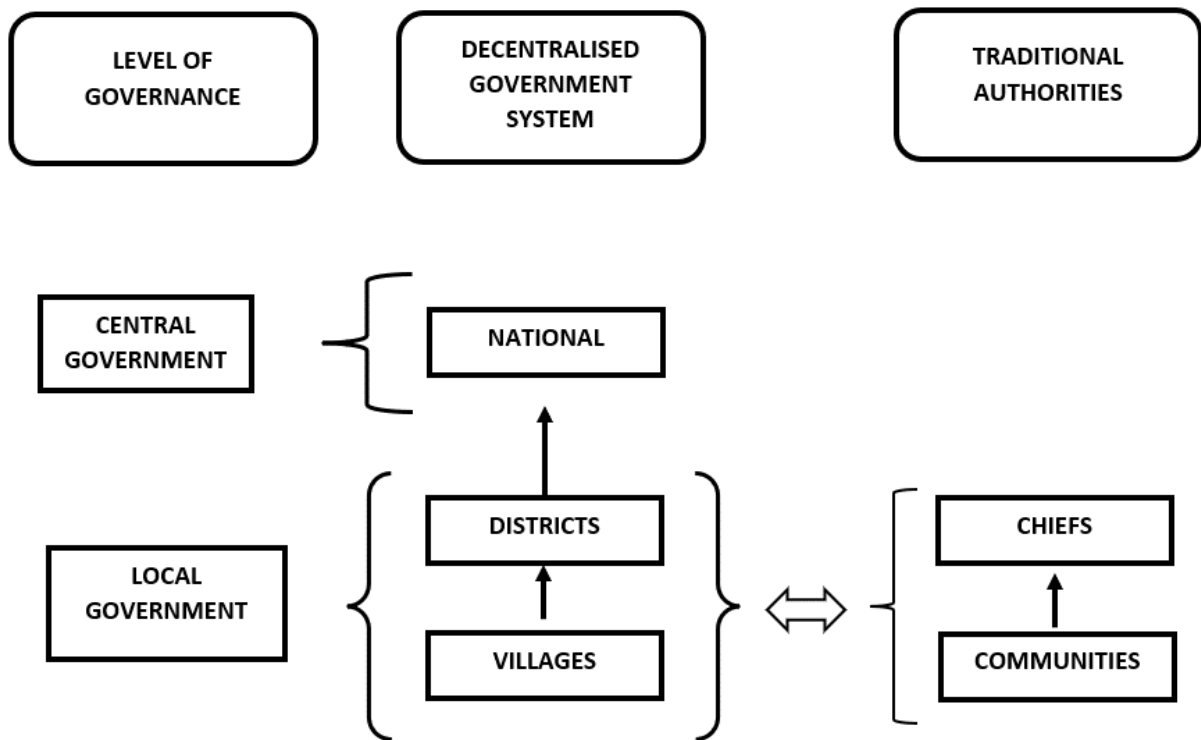 LEVEL OF
GOVERNANCE
DECENTRALISED
GOVERNMENT
SYSTEM
TRADITIONAL
AUTHORITIES
CENTRAL
GOVERNMENT
NATIONAL
LOCAL
GOVERNMENT
DISTRICTS
VILLAGES
CHIEFS
COMMUNITIES